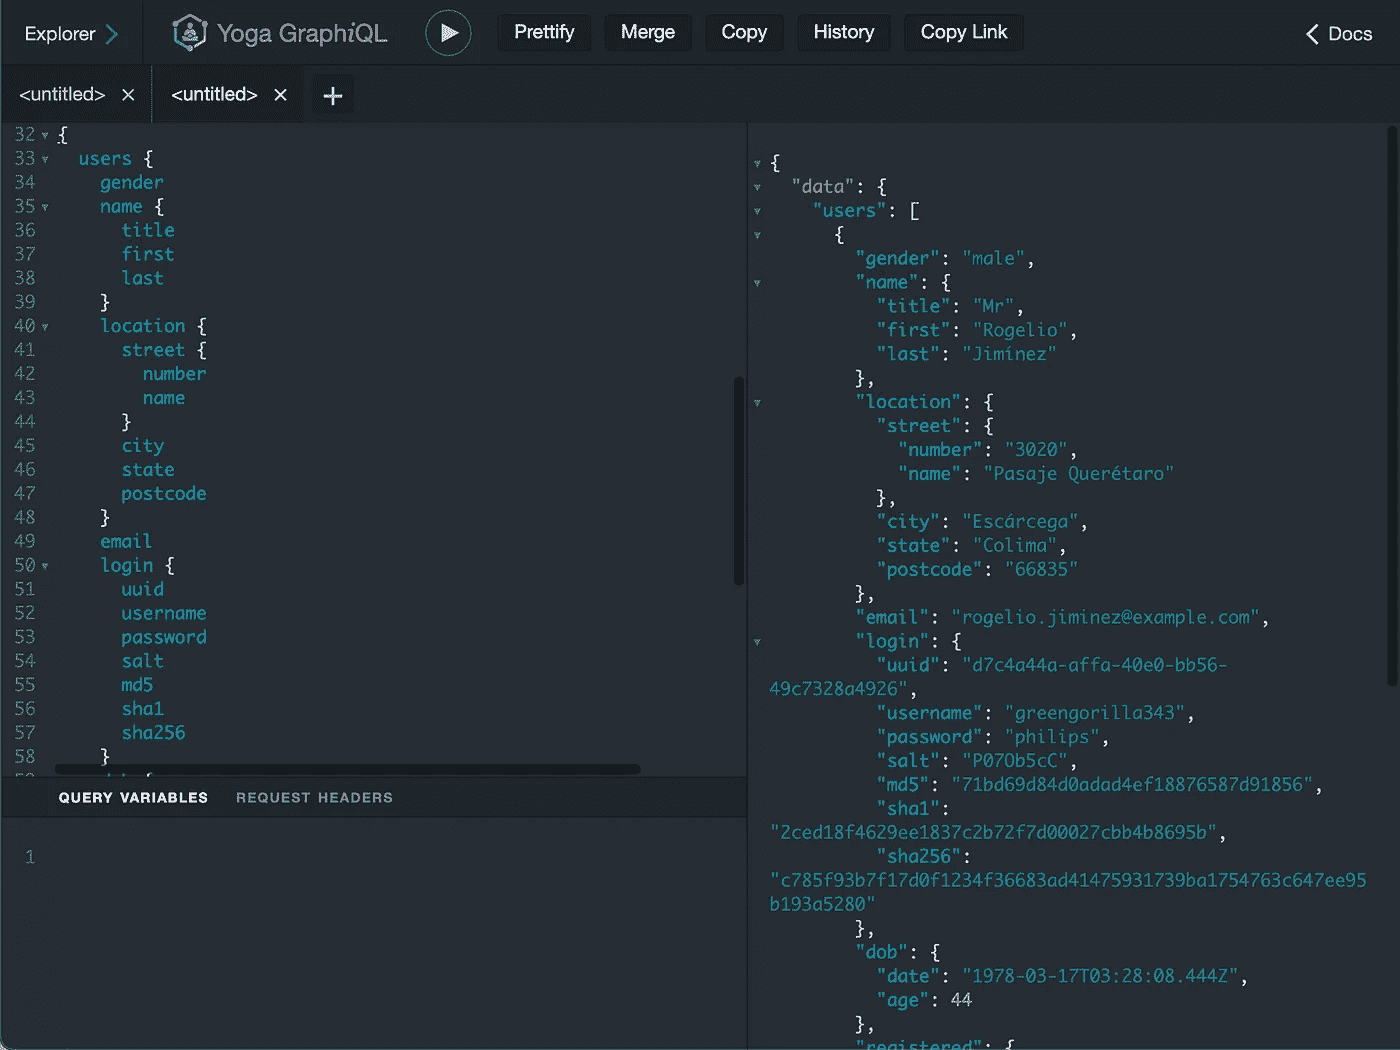 Explorer
Yoga GraphiQL
Prettify
Merge
Copy
History
Copy Link
Docs
<untitled>
<untitled>
32 {
33 users {
34 gender
35 name {
36 title
37 first
38 last
39 }
40 location {
41 street {
42 number
43 name
44 }
45 city
46 state
47 postcode
48 }
49 email
50 login {
51 uuid
52 username
53 password
54 salt
55 md5
56 sha1
57 sha256
58 }
QUERY VARIABLES
REQUEST HEADERS
1
{
"data": {
"users": [
{
"gender": "male",
"name": {
"title": "Mr",
"first": "Rogelio",
"last": "Jimínez"
},
"location": {
"street": {
"number": "3020",
"name": "Pasaje Querétaro"
},
"city": "Escárcega",
"state": "Colima",
"postcode": "66835"
},
"email": "rogelio.jiminez@example.com",
"login": {
"uuid": "d7c4a44a-affa-40e0-bb56-
49c7328a4926",
"username": "greengorilla343",
"password": "philips",
"salt": "P07Ob5cC",
"md5": "71bd69d84d0adad4ef18876587d91856",
"sha1":
"2ced18f4629ee1837c2b72f7d00027cbb4b8695b",
"sha256":
"c785f93b7f17d0f1234f36683ad41475931739ba1754763c647ee95
b193a5280"
},
"dob": {
"date": "1978-03-17T03:28:08.444Z",
"age": 44
},
"registered": {